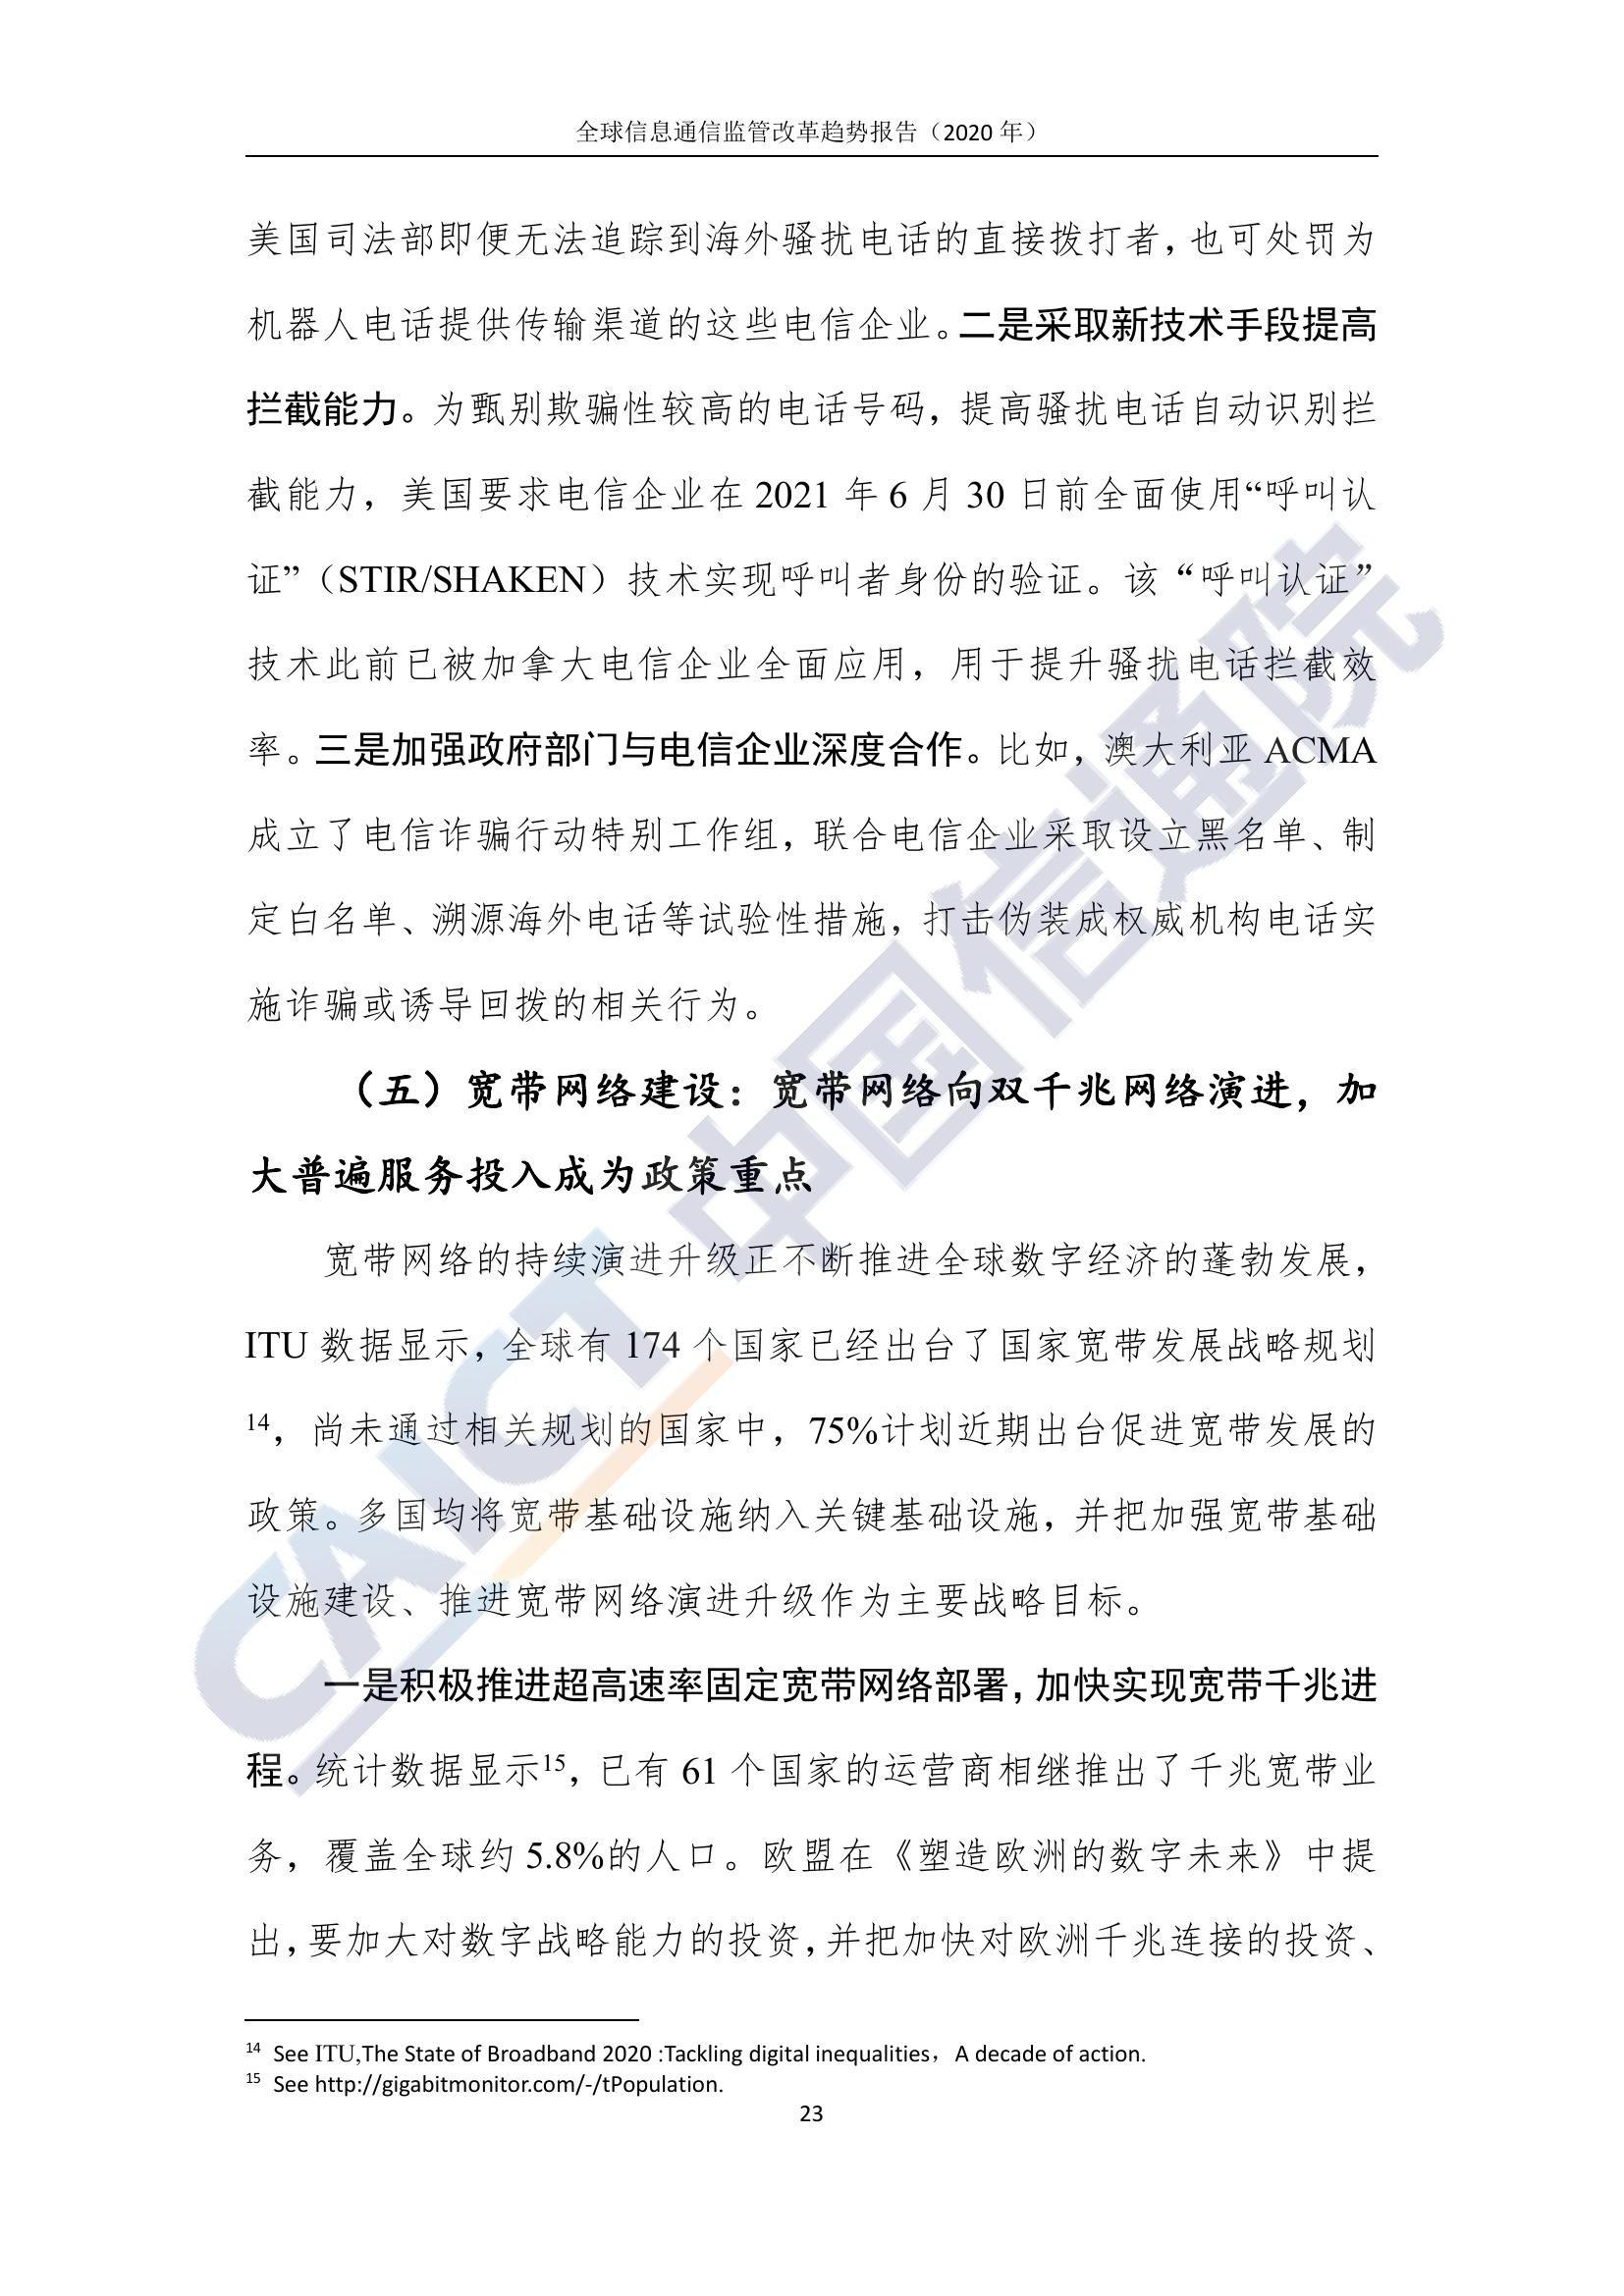 全球信息通信监管改革趋势报告（2020 年）
美国司法部即便无法追踪到海外骚扰电话的直接拨打者，也可处罚为
机器人电话提供传输渠道的这些电信企业。二是采取新技术手段提高
拦截能力。为甄别欺骗性较高的电话号码，提高骚扰电话自动识别拦
截能力，美国要求电信企业在 2021 年 6 月 30 日前全面使用“呼叫认
证”（STIR/SHAKEN）技术实现呼叫者身份的验证。该“呼叫认证”
技术此前已被加拿大电信企业全面应用，用于提升骚扰电话拦截效
率。三是加强政府部门与电信企业深度合作。比如，澳大利亚 ACMA
成立了电信诈骗行动特别工作组，联合电信企业采取设立黑名单、制
定白名单、溯源海外电话等试验性措施，打击伪装成权威机构电话实
施诈骗或诱导回拨的相关行为。
（五）宽带网络建设：宽带网络向双千兆网络演进，加
大普遍服务投入成为政策重点
宽带网络的持续演进升级正不断推进全球数字经济的蓬勃发展，
ITU 数据显示，全球有 174 个国家已经出台了国家宽带发展战略规划
14，尚未通过相关规划的国家中，75%计划近期出台促进宽带发展的
政策。多国均将宽带基础设施纳入关键基础设施，并把加强宽带基础
设施建设、推进宽带网络演进升级作为主要战略目标。
一是积极推进超高速率固定宽带网络部署，加快实现宽带千兆进
程。统计数据显示15，已有 61 个国家的运营商相继推出了千兆宽带业
务，覆盖全球约 5.8%的人口。欧盟在《塑造欧洲的数字未来》中提
出，要加大对数字战略能力的投资，并把加快对欧洲千兆连接的投资、
14 See ITU,The State of Broadband 2020 :Tackling digital inequalities，A decade of action.
15 See http://gigabitmonitor.com/-/tPopulation.
23
CAICT 中国信通院